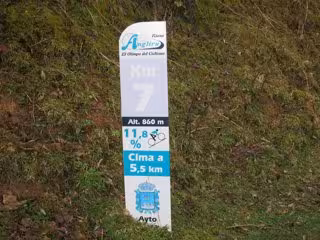 Angliru
El Olimpo del Ciclismo
Km.
7
Alt. 860 m
11,8
%
Cima a
5,5 km
Ayto